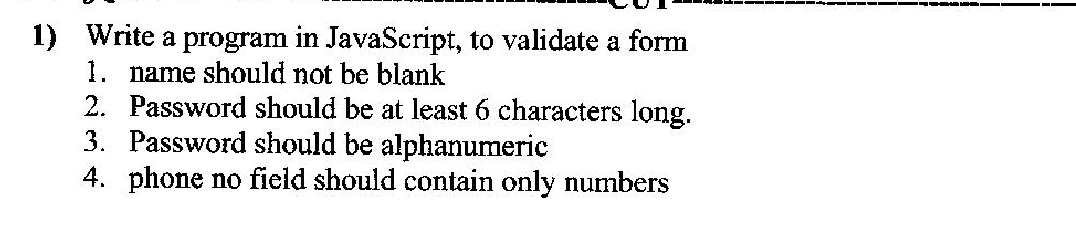 1) Write a program in JavaScript, to validate a form
1. name should not be blank
2. Password should be at least 6 characters long.
3. Password should be alphanumeric
4. phone no field should contain only numbers